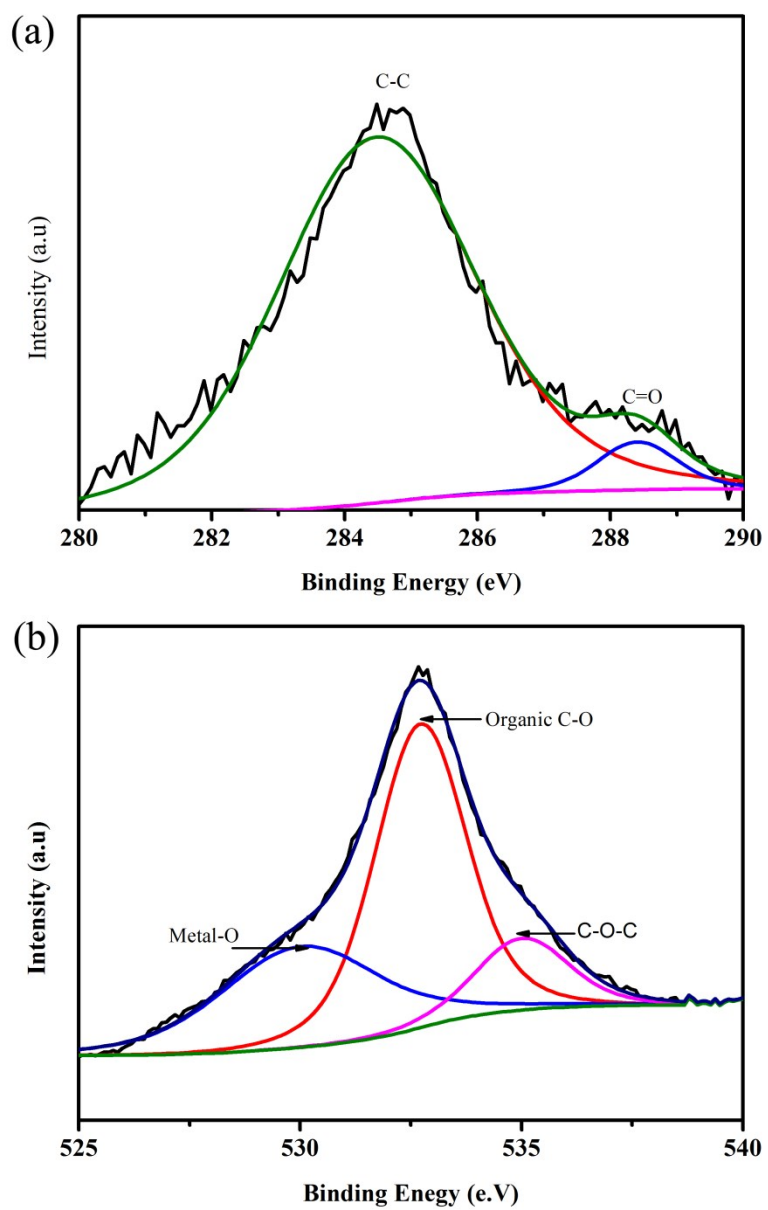 (a)
C-C
C=O
Intensity (a.u)
280 282 284 286 288 290
Binding Energy (eV)
(b)
Organic C-O
Metal-O
C-O-C
Intensity (a.u)
525 530 535 540
Binding Enegy (e.V)